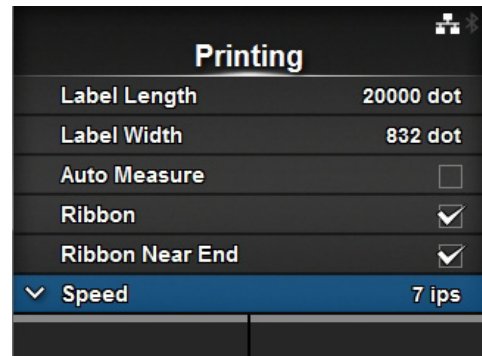 Printing
Label Length 20000 dot
Label Width 832 dot
Auto Measure
Ribbon
Ribbon Near End
Speed 7 ips